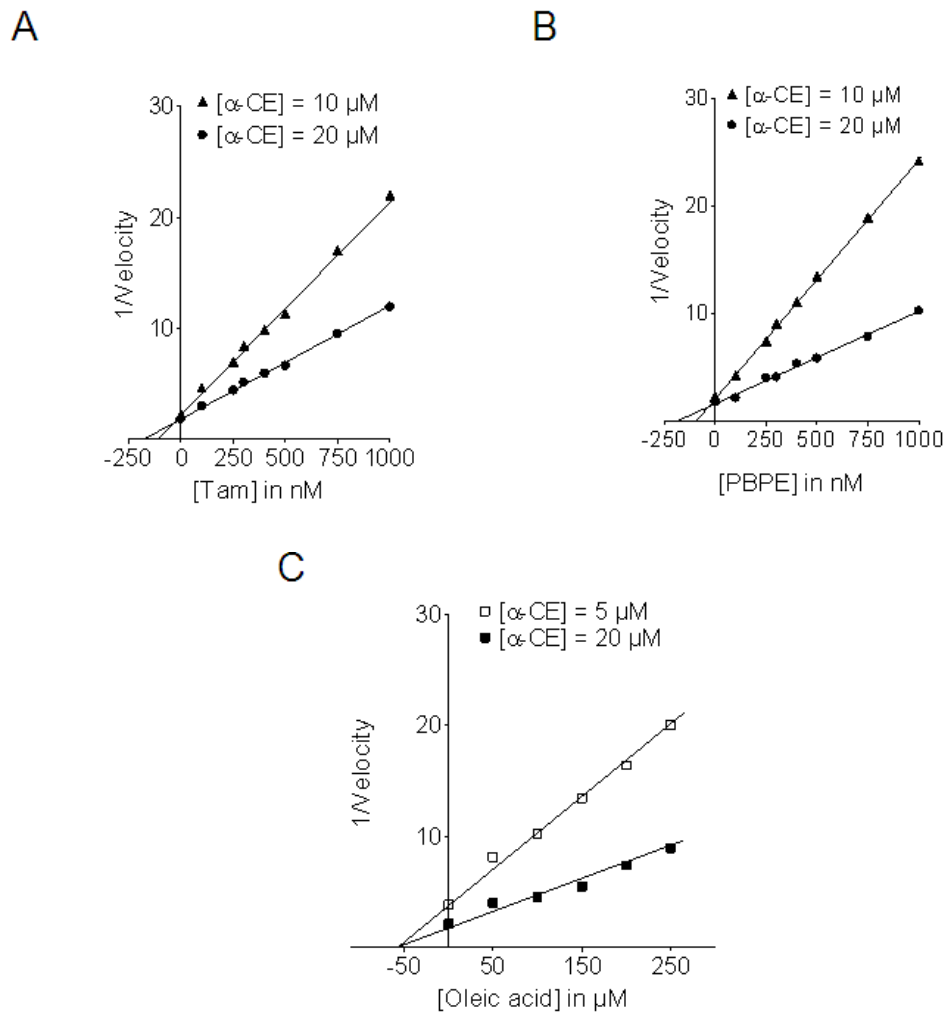 A
[α-CE] = 10 µM
[α-CE] = 20 µM
30
20
10
1/Velocity
-250 0 250 500 750 1000
[Tam] in nM
B
[α-CE] = 10 µM
[α-CE] = 20 µM
30
20
10
1/Velocity
-250 0 250 500 750 1000
[PBPE] in nM
C
[α-CE] = 5 µM
[α-CE] = 20 µM
30
20
10
1/Velocity
-50 50 150 250
[Oleic acid] in µM